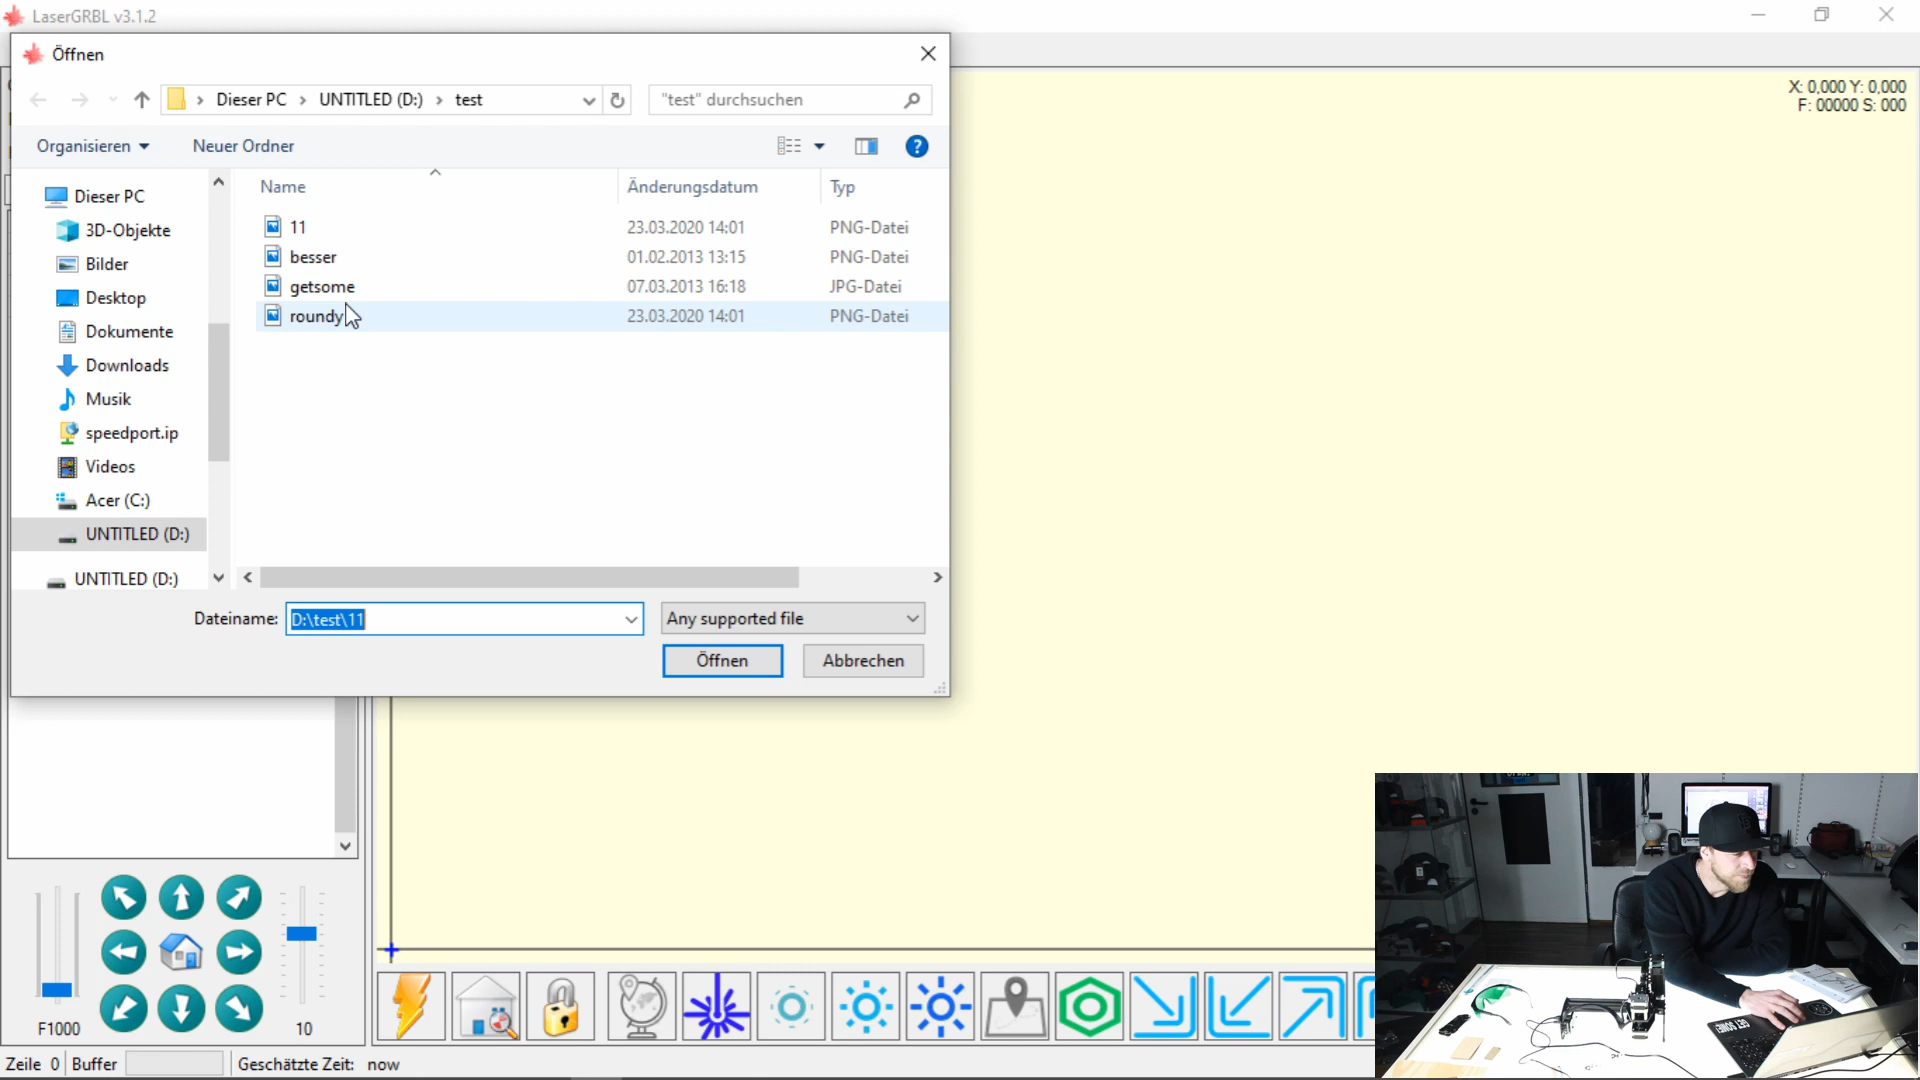 LaserGRBL v3.1.2
X: 0,000 Y: 0,000
F: 00000 S: 000
Öffnen
Dieser PC > UNTITLED (D:) > test
"test" durchsuchen
Organisieren
Neuer Ordner
Name
Änderungsdatum
Typ
11 23.03.2020 14:01 PNG-Datei
besser 01.02.2013 13:15 PNG-Datei
getsome 07.03.2013 16:18 JPG-Datei
roundy 23.03.2020 14:01 PNG-Datei
Dieser PC
3D-Objekte
Bilder
Desktop
Dokumente
Downloads
Musik
speedport.ip
Videos
Acer (C:)
UNTITLED (D:)
UNTITLED (D:)
Dateiname: D:\test\11
Any supported file
Öffnen
Abbrechen
F1000
10
Zeile 0
Buffer
Geschätzte Zeit: now
GET SOME!